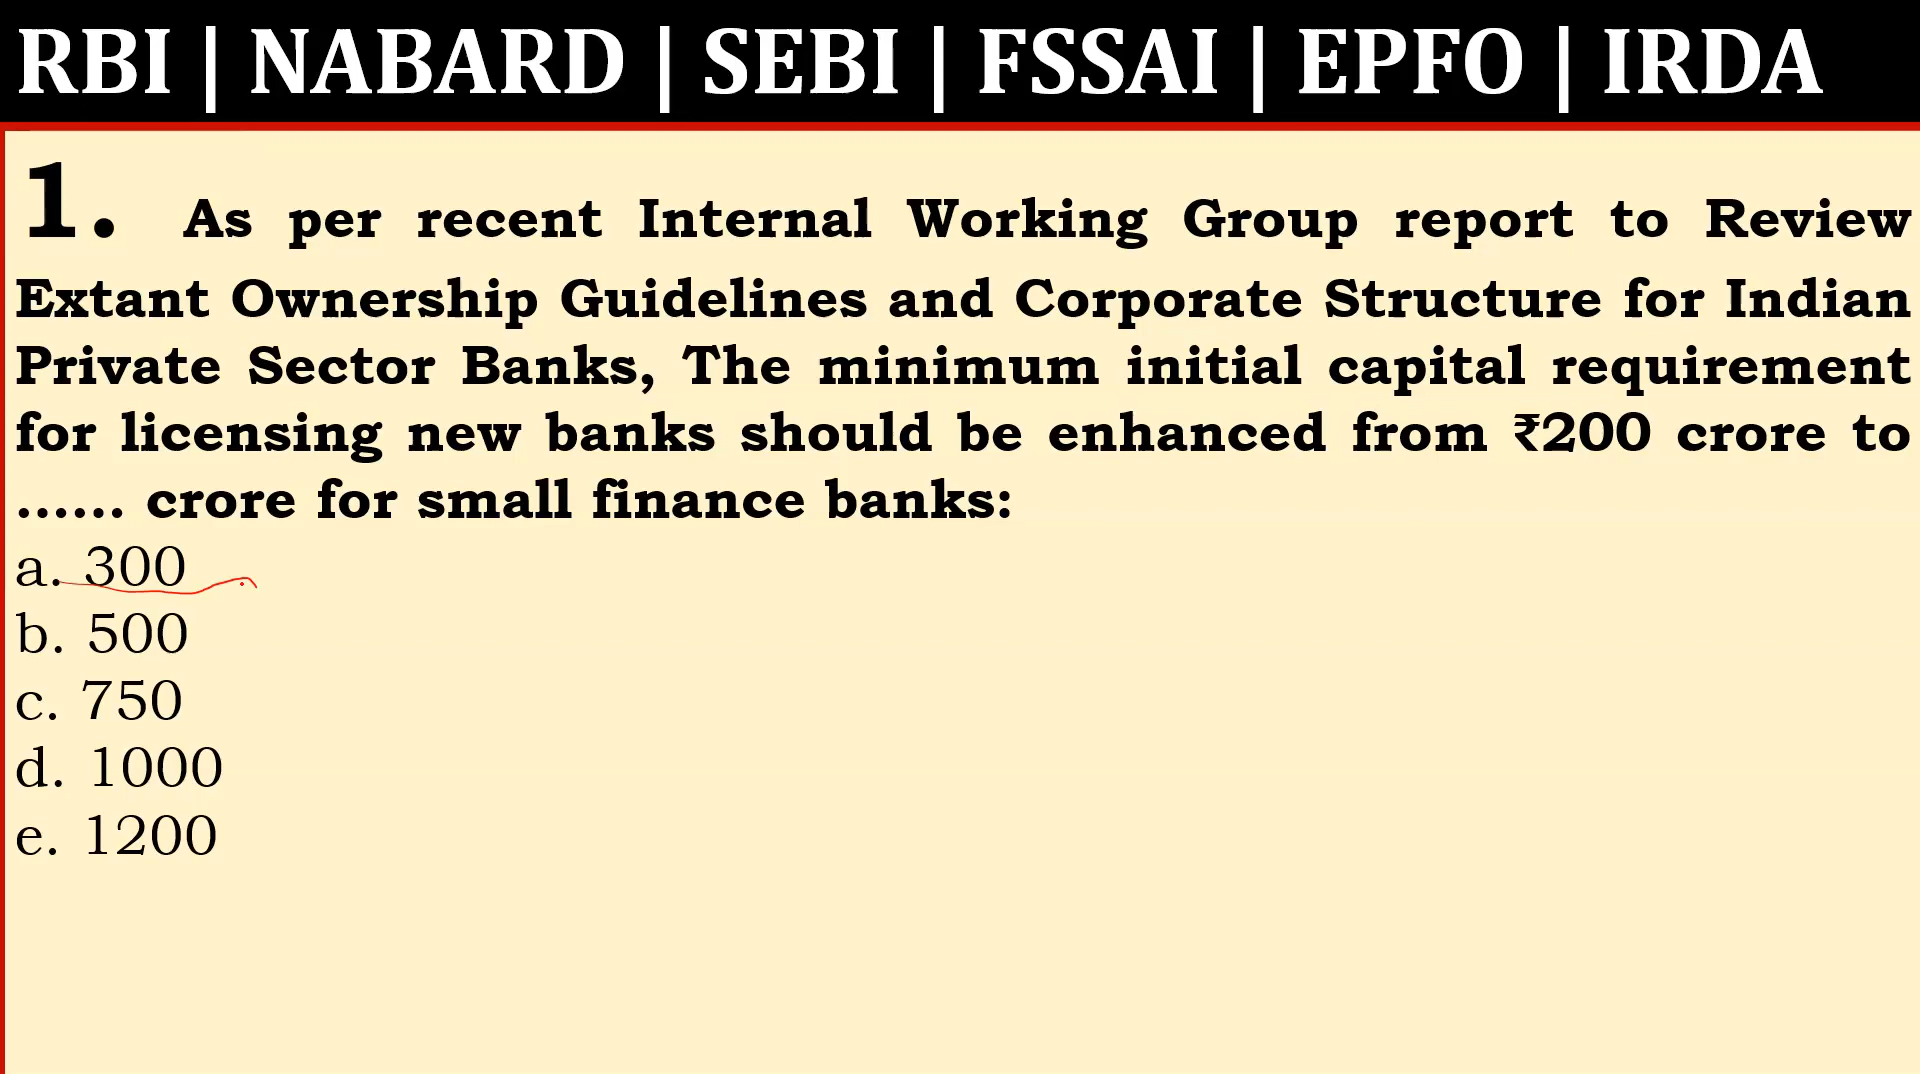 RBI | NABARD | SEBI | FSSAI | EPFO | IRDA
1. As per recent Internal Working Group report to Review
Extant Ownership Guidelines and Corporate Structure for Indian
Private Sector Banks, The minimum initial capital requirement
for licensing new banks should be enhanced from ₹200 crore to
...... crore for small finance banks:
a. 300
b. 500
c. 750
d. 1000
e. 1200